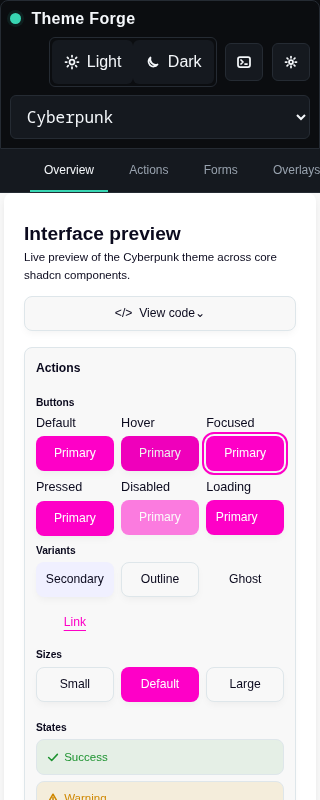 Theme Forge
Light Dark
Cyberpunk
Overview Actions Forms Overlays
Interface preview
Live preview of the Cyberpunk theme across core
shadcn components.
</> View code
Actions
Buttons
Default Hover Focused
Primary Primary Primary
Pressed Disabled Loading
Primary Primary Primary
Variants
Secondary Outline Ghost
Link
Sizes
Small Default Large
States
Success
Warning